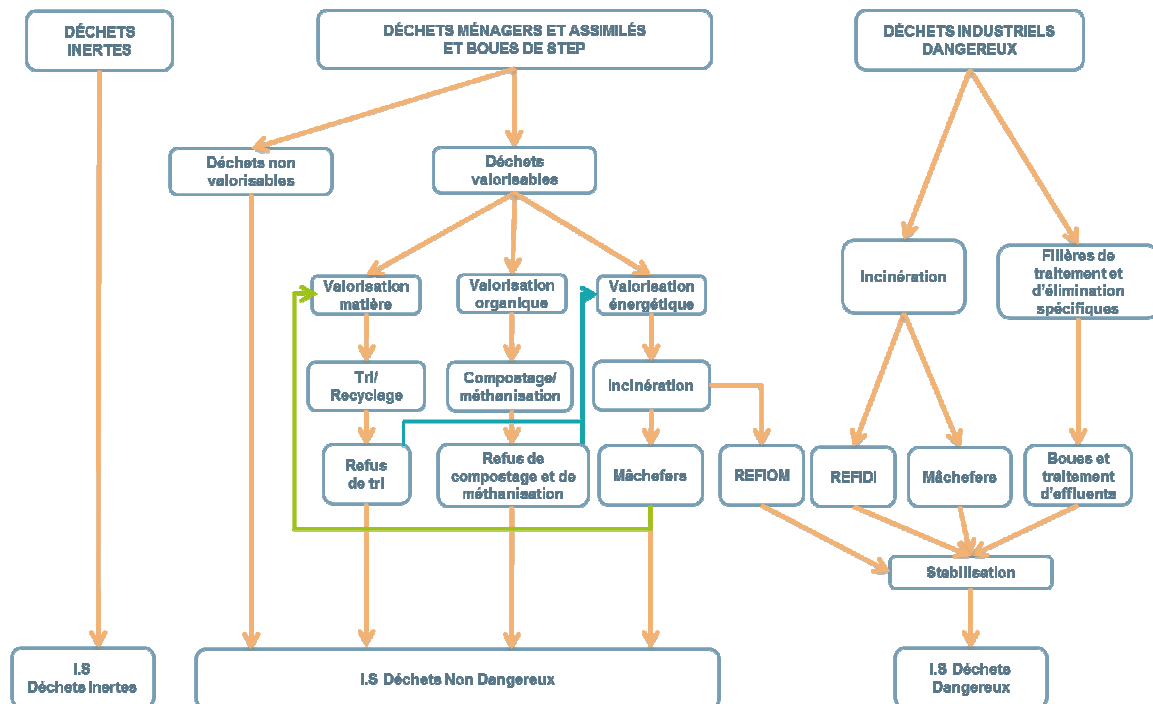 DÉCHETS
INERTES
DÉCHETS MÉNAGERS ET ASSIMILÉS
ET BOUES DE STEP
DÉCHETS INDUSTRIELS
DANGEREUX
Déchets non
valorisables
Déchets
valorisables
Incinération
Filières de
traitement et
d'élimination
spécifiques
Valorisation
matière
Valorisation
organique
Valorisation
énergétique
Tri/
Recyclage
Compostage/
méthanisation
Incinération
Refus
de tri
Refus de
compostage et de
méthanisation
Mâchefers
REFIOM
REFIDI
Mâchefers
Boues et
traitement
d'effluents
Stabilisation
I.S
Déchets Inertes
I.S Déchets Non Dangereux
I.S Déchets
Dangereux